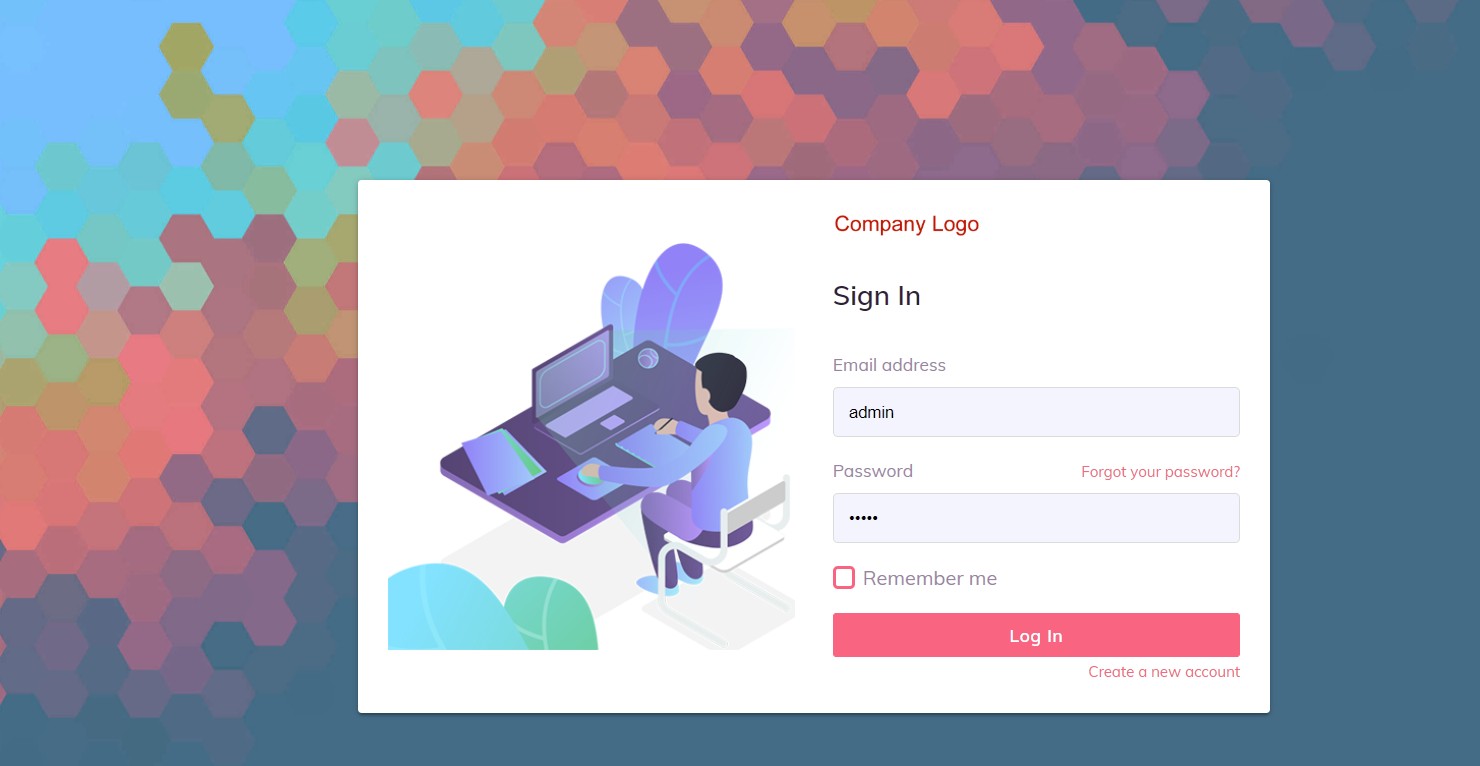 Company Logo
Sign In
Email address
admin
Password
Forgot your password?
•••••
Remember me
Log In
Create a new account